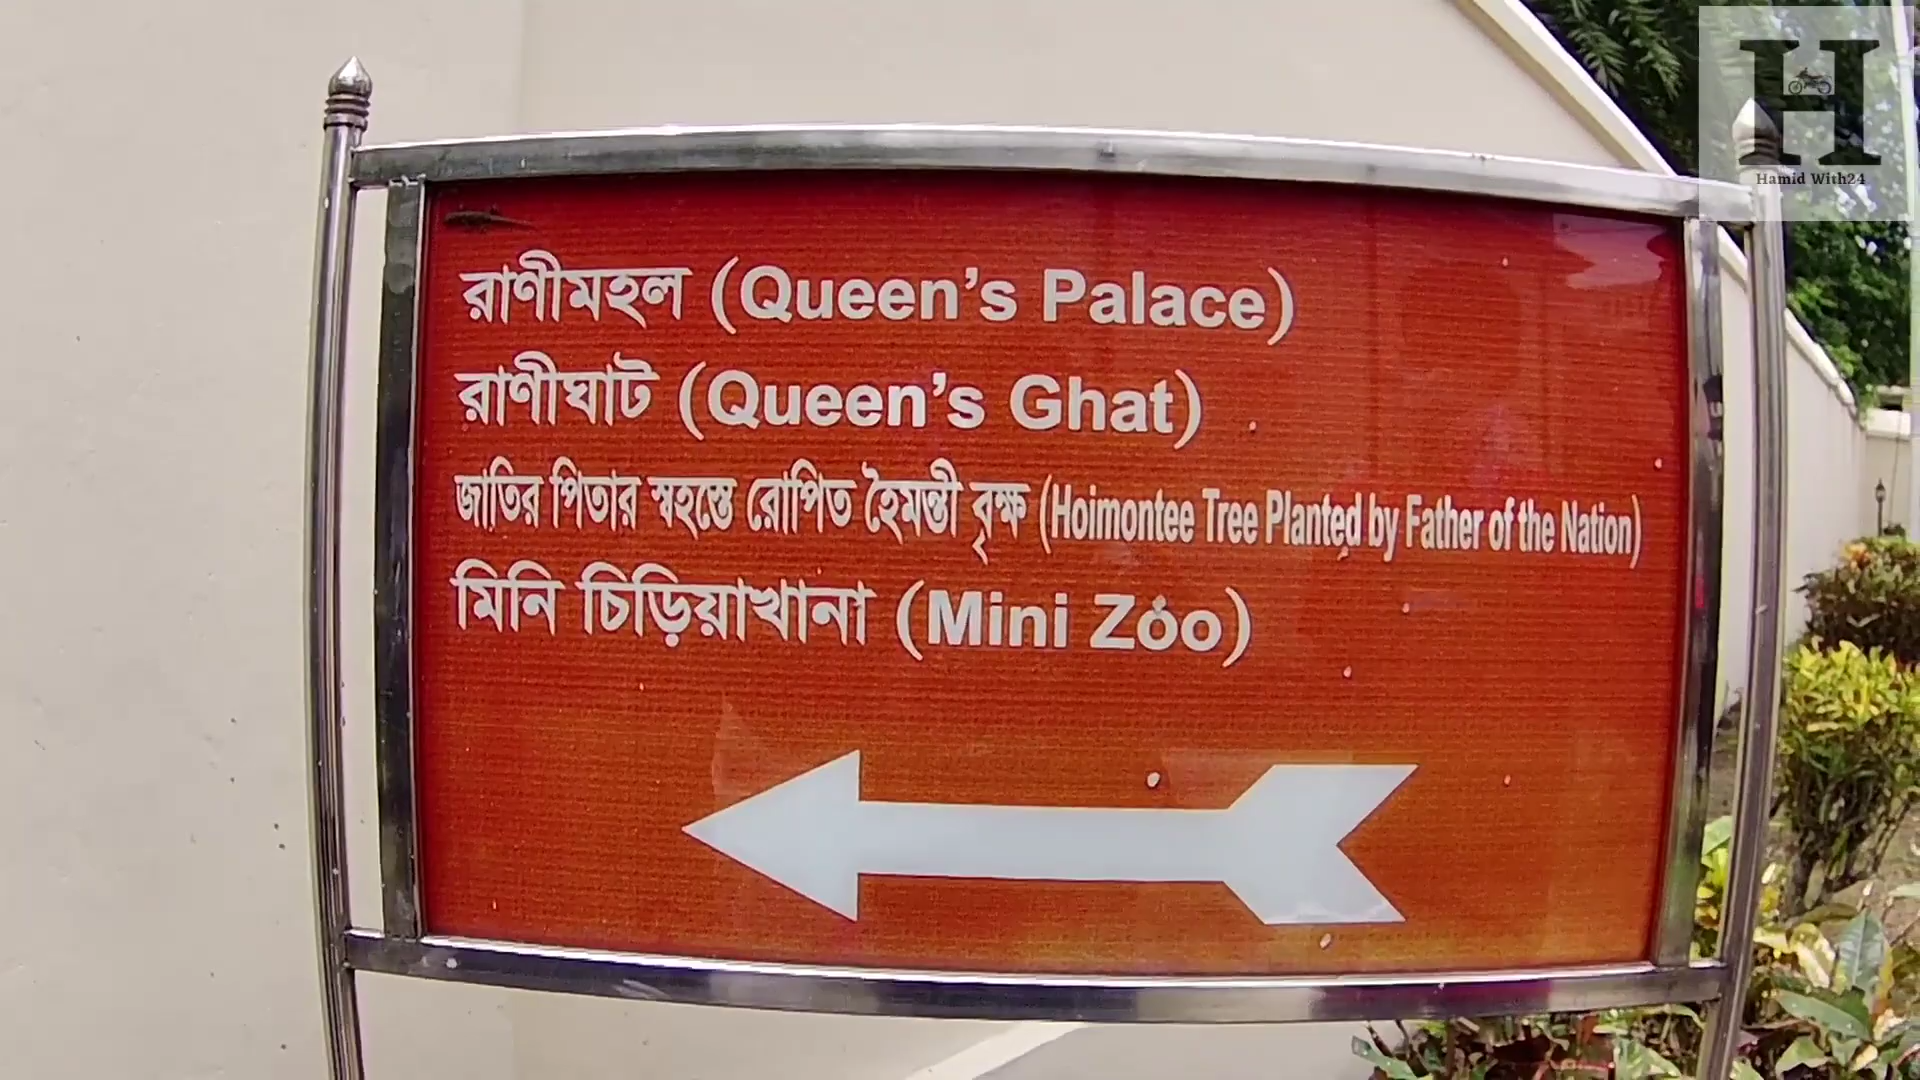 রাণীমহল (Queen's Palace)
রাণীঘাট (Queen's Ghat)
জাতির পিতার স্বহস্তে রোপিত হৈমন্তী বৃক্ষ (Hoimontee Tree Planted by Father of the Nation)
মিনি চিড়িয়াখানা (Mini Zoo)
H
Hamid With24